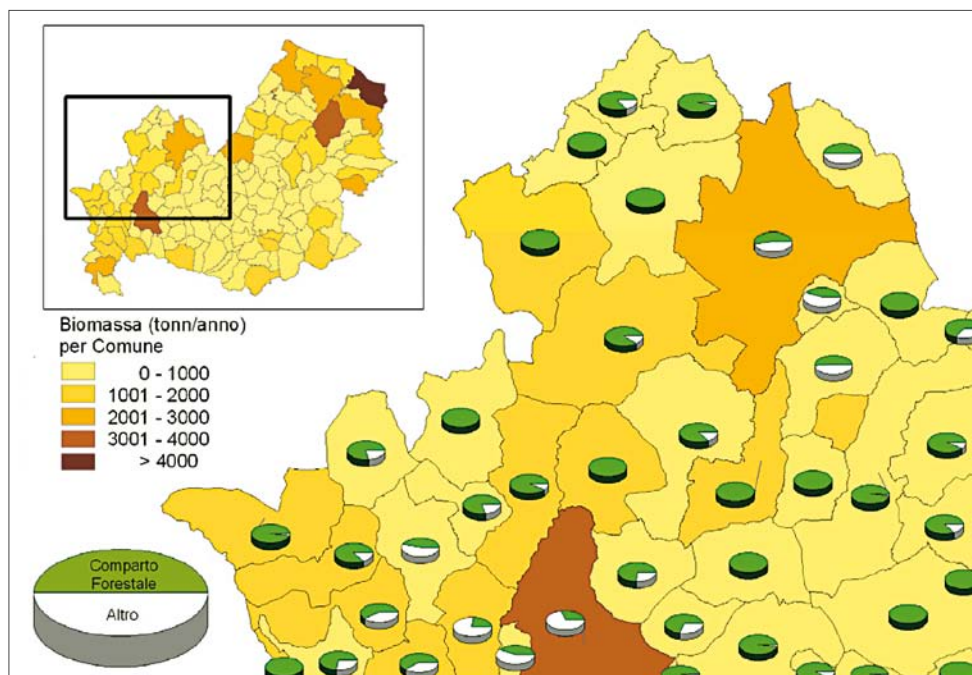 Biomassa (tonn/anno)
per Comune
0 - 1000
1001 - 2000
2001 - 3000
3001 - 4000
> 4000
Comparto
Forestale
Altro